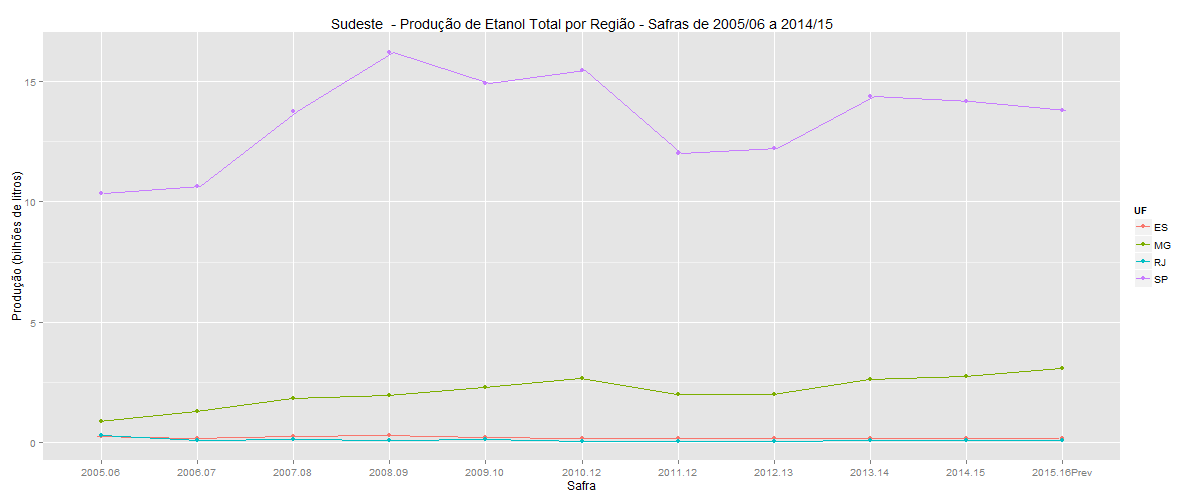 Sudeste - Produção de Etanol Total por Região - Safras de 2005/06 a 2014/15
Produção (bilhões de litros)
15
10
5
0
2005.06 2006.07 2007.08 2008.09 2009.10 2010.12 2011.12 2012.13 2013.14 2014.15 2015.16Prev
Safra
UF
ES
MG
RJ
SP